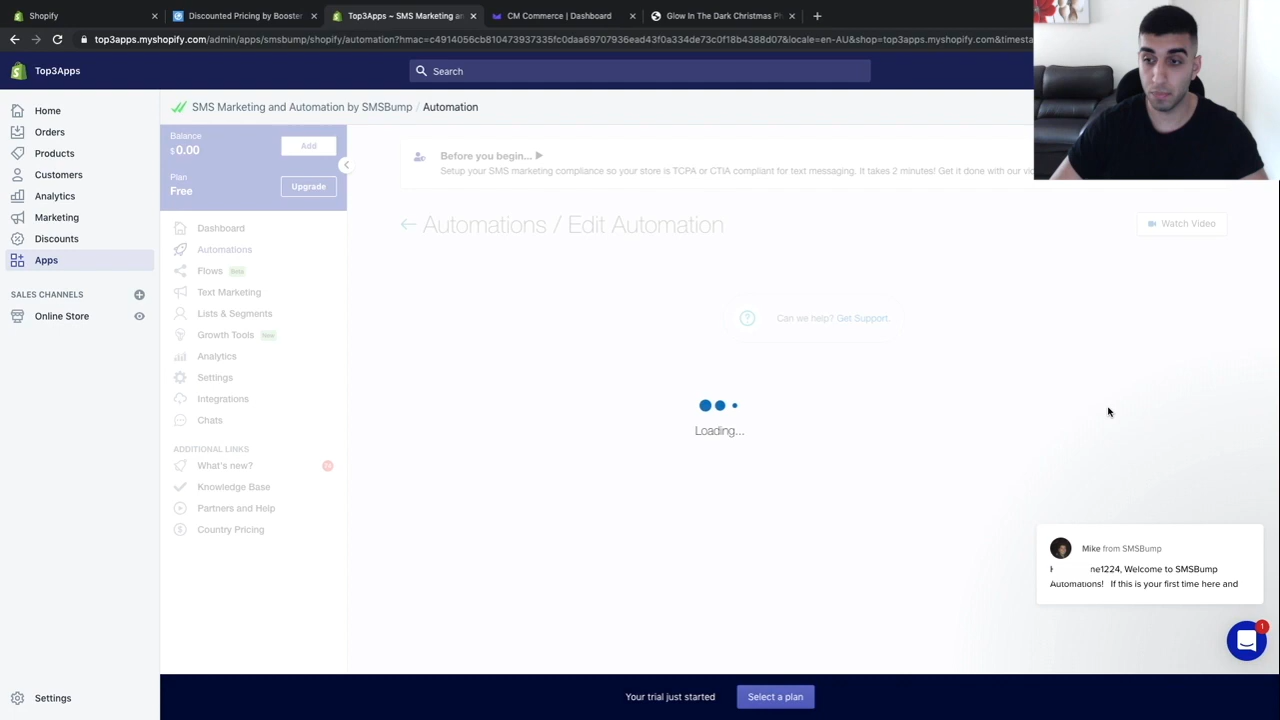 Shopify
Discounted Pricing by Booster
Top3Apps ~ SMS Marketing an
CM Commerce | Dashboard
Glow In The Dark Christmas Ph
top3apps.myshopify.com/admin/apps/smsbump/shopify/automation?hmac=c4914056cb810473937335fc0daa69707936ead43f0a334de73c0f18b4388d07&locale=en-AU&shop=top3apps.myshopify.com&timesta
Top3Apps
Search
Home
Orders
Products
Customers
Analytics
Marketing
Discounts
Apps
SALES CHANNELS
Online Store
Settings
SMS Marketing and Automation by SMSBump / Automation
Balance
$0.00
Add
Plan
Free
Upgrade
Dashboard
Automations
Flows Beta
Text Marketing
Lists & Segments
Growth Tools New
Analytics
Settings
Integrations
Chats
ADDITIONAL LINKS
What's new?
Knowledge Base
Partners and Help
Country Pricing
Before you begin...
Setup your SMS marketing compliance so your store is TCPA or CTIA compliant for text messaging. It takes 2 minutes! Get it done with our vi
Automations / Edit Automation
Watch Video
Can we help? Get Support.
Loading...
Mike from SMSBump
ne1224, Welcome to SMSBump
Automations! If this is your first time here and
1
Your trial just started
Select a plan